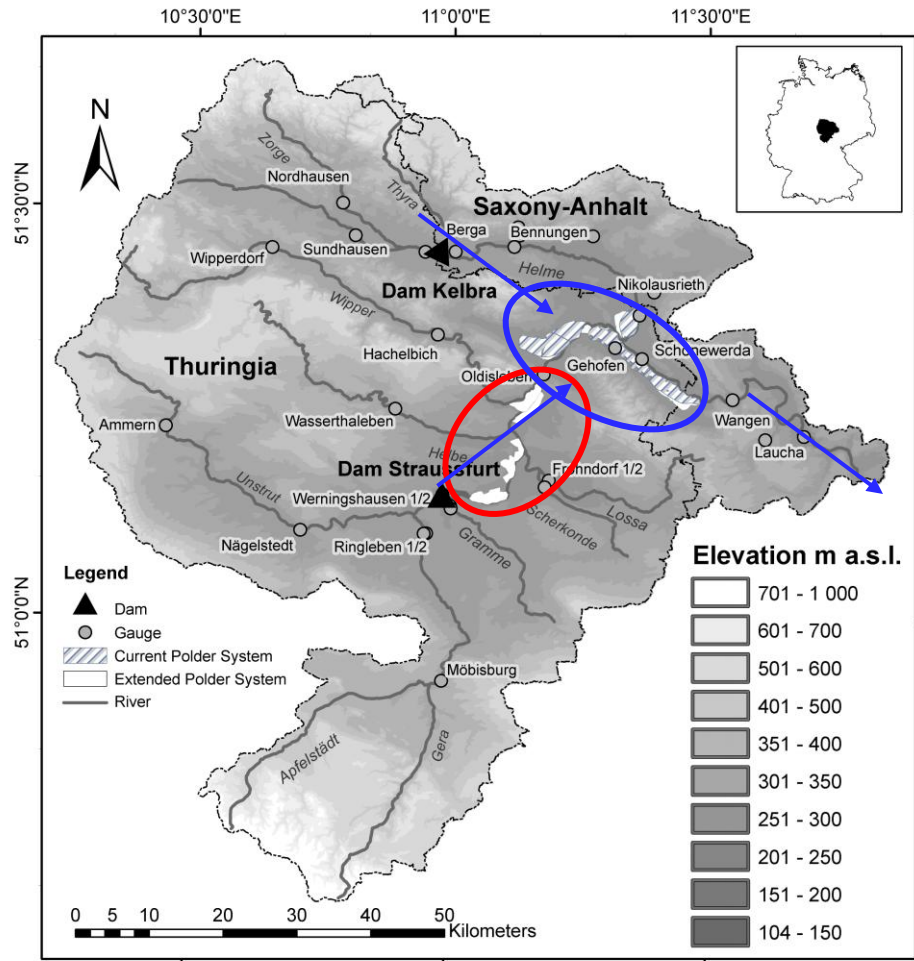 10°30'0"E
11°0'0"E
11°30'0"E
N
51°30'0"N
51°0'0"N
Zorge
Nordhausen
Thyra
Saxony-Anhalt
Berga
Bennungen
Sundhausen
Wipperdorf
Helme
Dam Kelbra
Nikolausrieth
Wipper
Hachelbich
Schönewerda
Gehofen
Thuringia
Oldisleben
Wangen
Ammern
Wasserthaleben
Laucha
Helbe
Dam Straussfurt
Frohndorf 1/2
Unstrut
Werningshausen 1/2
Scherkonde
Lossa
Nägelstedt
Ringleben 1/2
Gramme
Möbisburg
Apfelstädt
Gera
Legend
Dam
Gauge
Current Polder System
Extended Polder System
River
Elevation m a.s.l.
701 - 1 000
601 - 700
501 - 600
401 - 500
351 - 400
301 - 350
251 - 300
201 - 250
151 - 200
104 - 150
0 5 10 20 30 40 50
Kilometers